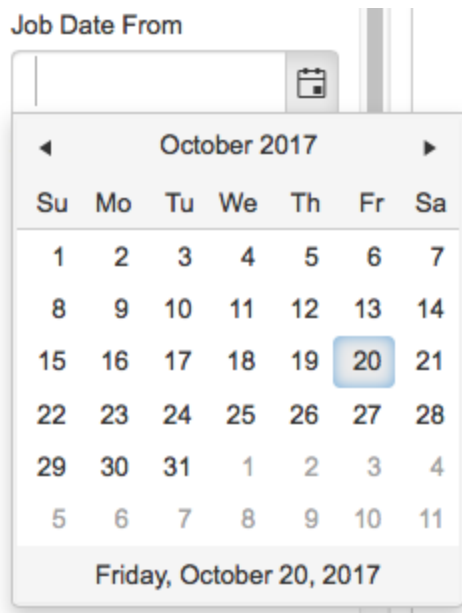 Job Date From
October 2017
Su Mo Tu We Th Fr Sa
1 2 3 4 5 6 7
8 9 10 11 12 13 14
15 16 17 18 19 20 21
22 23 24 25 26 27 28
29 30 31 1 2 3 4
5 6 7 8 9 10 11
Friday, October 20, 2017